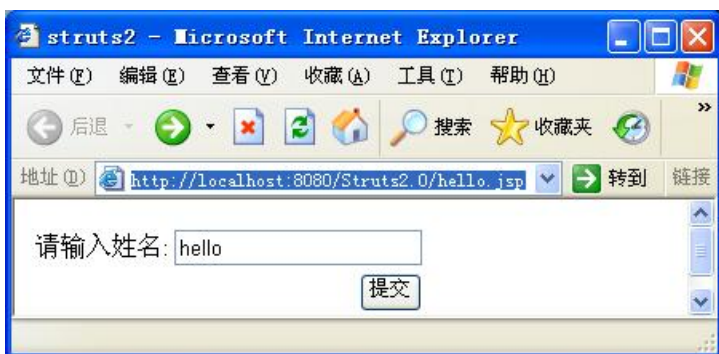 struts2 - Microsoft Internet Explorer
文件(F) 编辑(E) 查看(V) 收藏(A) 工具(T) 帮助(H)
后退 搜索 收藏夹 »
地址(D) http://localhost:8080/Struts2.0/hello.jsp 转到 链接
请输入姓名: hello
提交